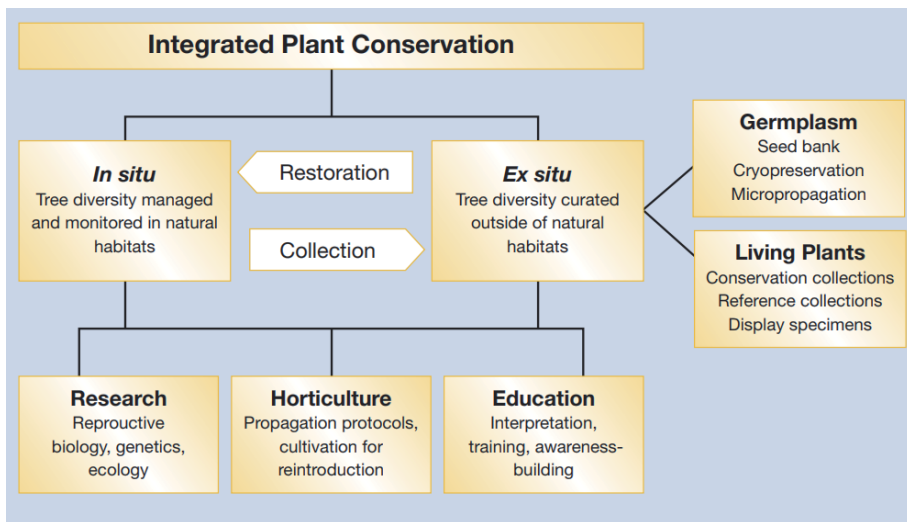 Integrated Plant Conservation
In situ
Tree diversity managed
and monitored in natural
habitats
Restoration
Collection
Ex situ
Tree diversity curated
outside of natural
habitats
Germplasm
Seed bank
Cryopreservation
Micropropagation
Living Plants
Conservation collections
Reference collections
Display specimens
Research
Reprouctive
biology, genetics,
ecology
Horticulture
Propagation protocols,
cultivation for
reintroduction
Education
Interpretation,
training, awareness-
building